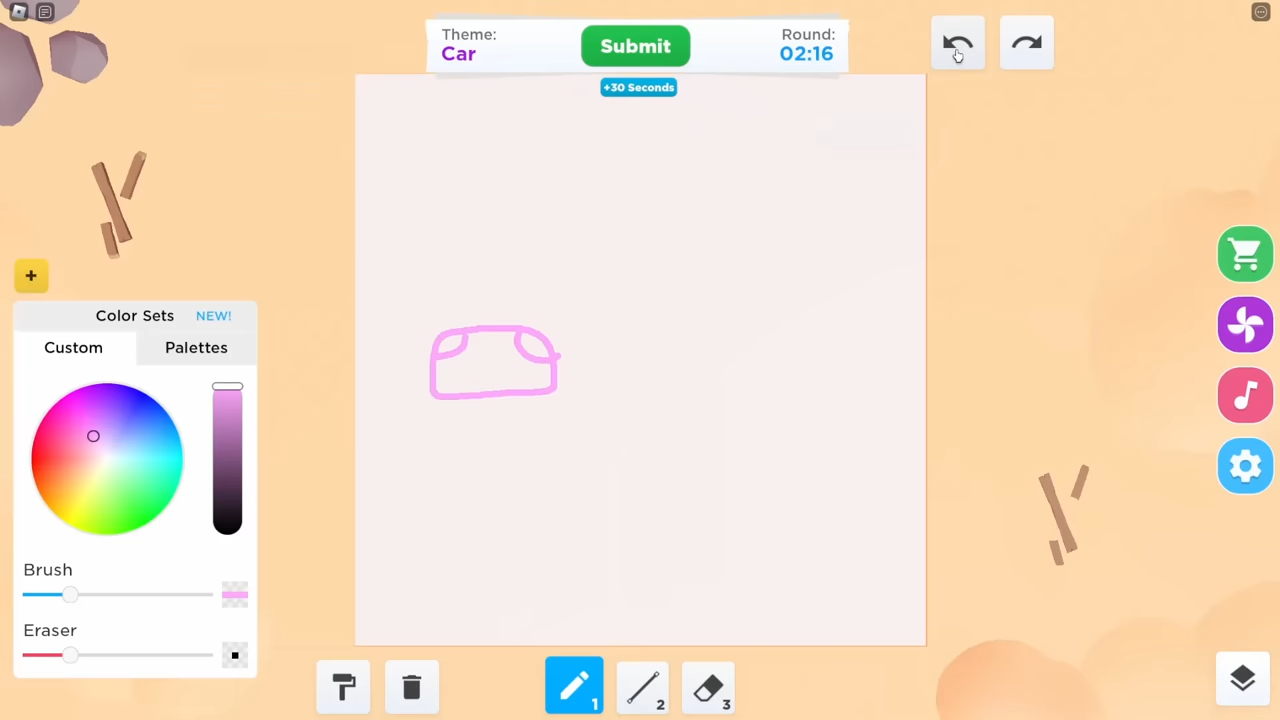 Theme:
Car
Submit
Round:
02:16
+30 Seconds
+
Color Sets NEW!
Custom
Palettes
Brush
Eraser
1
2
3